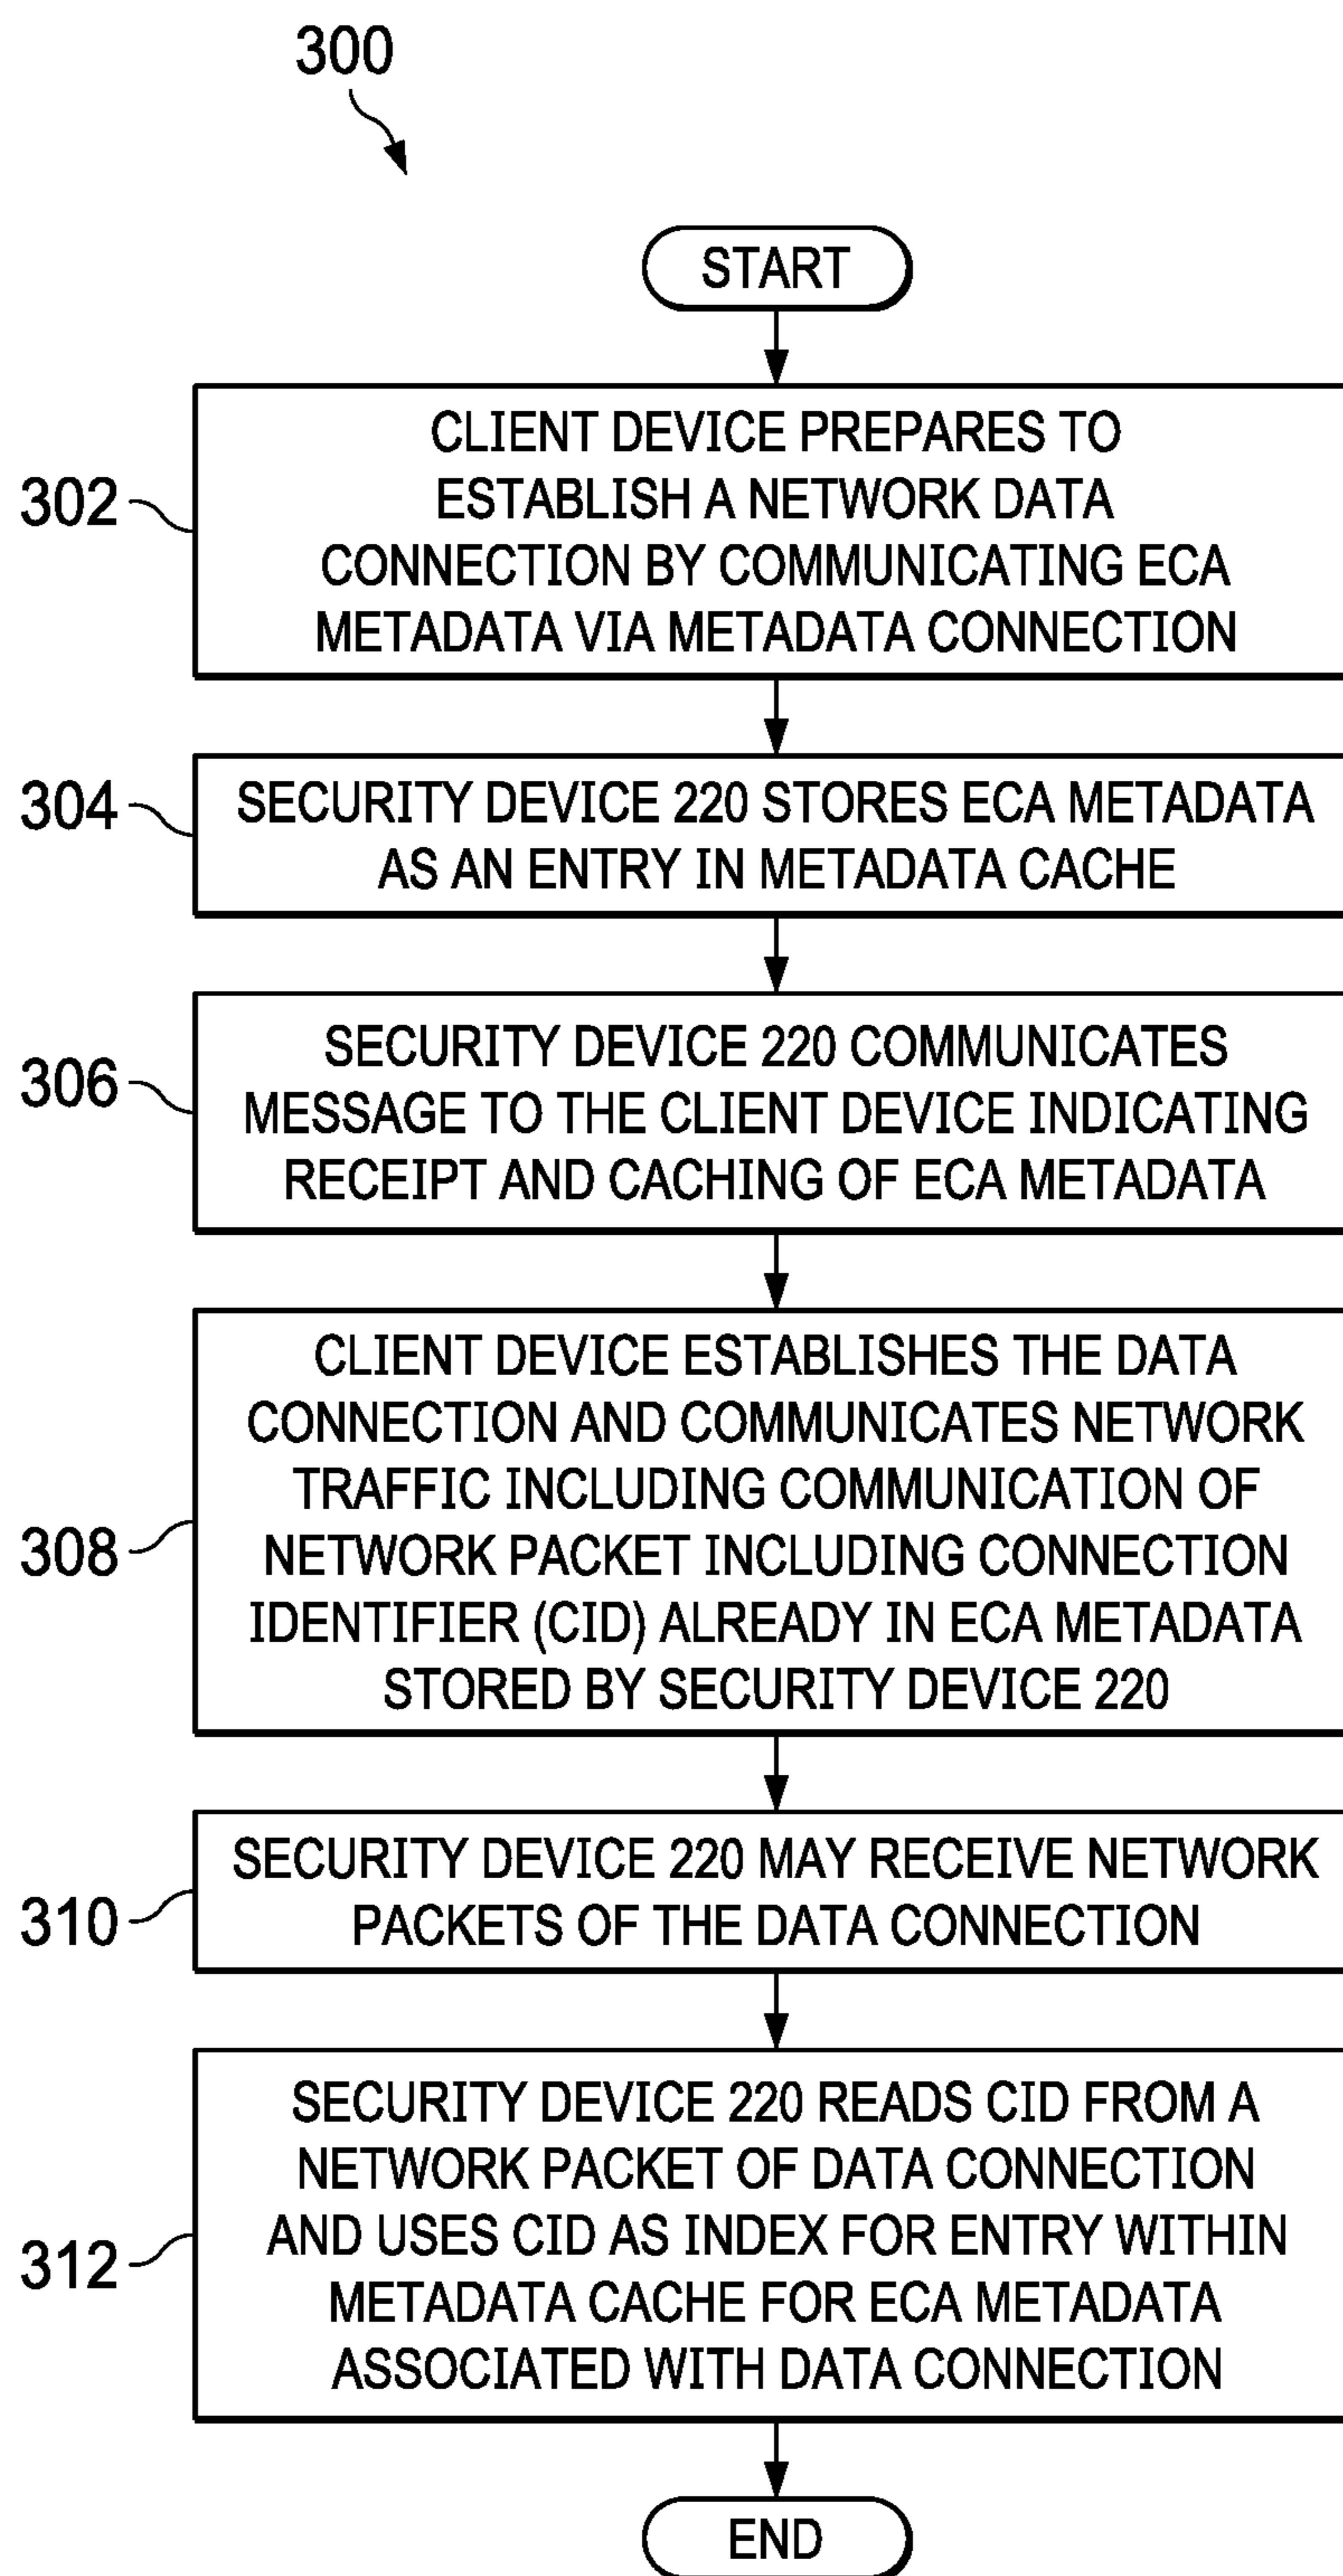 300
START
302
CLIENT DEVICE PREPARES TO
ESTABLISH A NETWORK DATA
CONNECTION BY COMMUNICATING ECA
METADATA VIA METADATA CONNECTION
304
SECURITY DEVICE 220 STORES ECA METADATA
AS AN ENTRY IN METADATA CACHE
306
SECURITY DEVICE 220 COMMUNICATES
MESSAGE TO THE CLIENT DEVICE INDICATING
RECEIPT AND CACHING OF ECA METADATA
308
CLIENT DEVICE ESTABLISHES THE DATA
CONNECTION AND COMMUNICATES NETWORK
TRAFFIC INCLUDING COMMUNICATION OF
NETWORK PACKET INCLUDING CONNECTION
IDENTIFIER (CID) ALREADY IN ECA METADATA
STORED BY SECURITY DEVICE 220
310
SECURITY DEVICE 220 MAY RECEIVE NETWORK
PACKETS OF THE DATA CONNECTION
312
SECURITY DEVICE 220 READS CID FROM A
NETWORK PACKET OF DATA CONNECTION
AND USES CID AS INDEX FOR ENTRY WITHIN
METADATA CACHE FOR ECA METADATA
ASSOCIATED WITH DATA CONNECTION
END